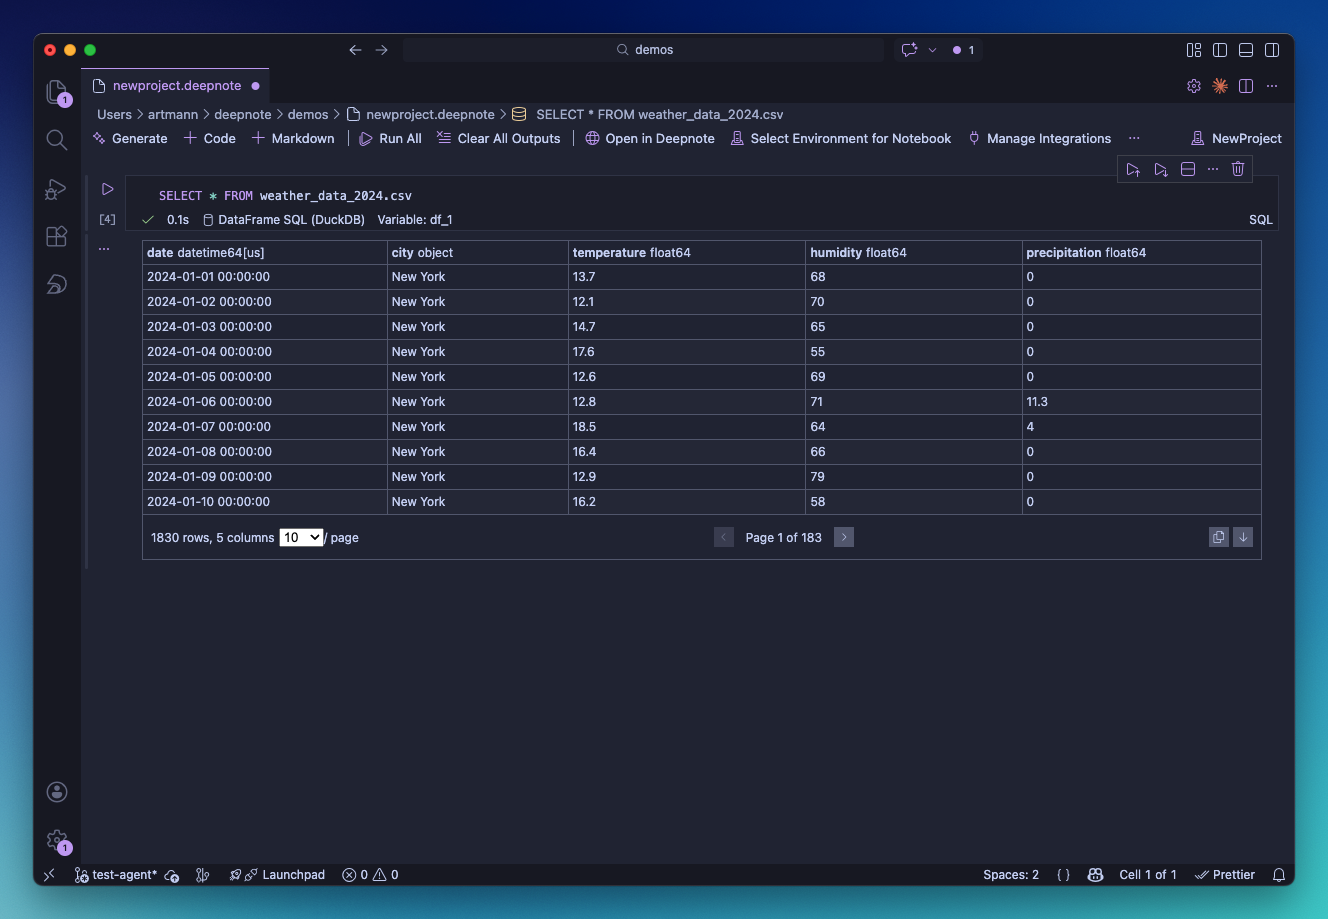 demos
1
newproject.deepnote
1
Users > artmann > deepnote > demos > newproject.deepnote > SELECT * FROM weather_data_2024.csv
Generate + Code + Markdown | Run All Clear All Outputs | Open in Deepnote Select Environment for Notebook Manage Integrations ... NewProject
...
SELECT * FROM weather_data_2024.csv
[4] 0.1s DataFrame SQL (DuckDB) Variable: df_1 SQL
...
date datetime64[us] city object temperature float64 humidity float64 precipitation float64
2024-01-01 00:00:00 New York 13.7 68 0
2024-01-02 00:00:00 New York 12.1 70 0
2024-01-03 00:00:00 New York 14.7 65 0
2024-01-04 00:00:00 New York 17.6 55 0
2024-01-05 00:00:00 New York 12.6 69 0
2024-01-06 00:00:00 New York 12.8 71 11.3
2024-01-07 00:00:00 New York 18.5 64 4
2024-01-08 00:00:00 New York 16.4 66 0
2024-01-09 00:00:00 New York 12.9 79 0
2024-01-10 00:00:00 New York 16.2 58 0
1830 rows, 5 columns 10 / page Page 1 of 183
1
test-agent* Launchpad 0 0 Spaces: 2 { } Cell 1 of 1 Prettier